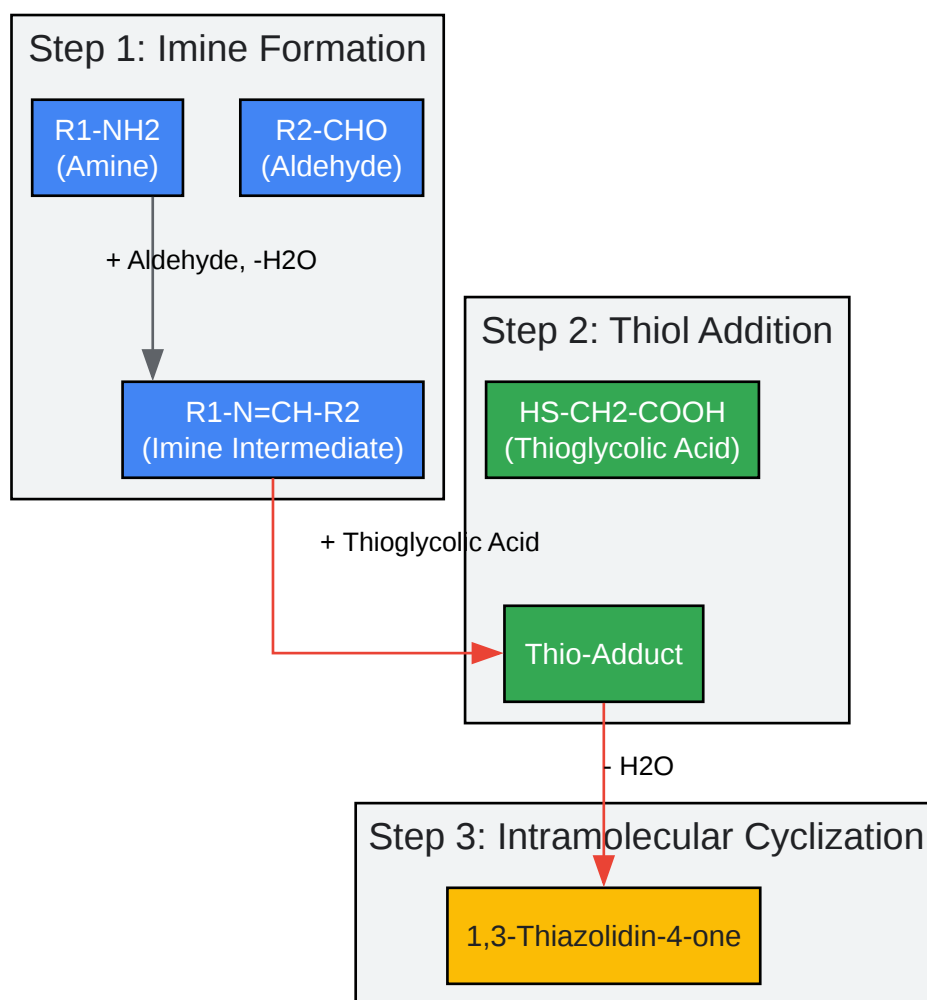 Step 1: Imine Formation
R1-NH2
(Amine)
R2-CHO
(Aldehyde)
+ Aldehyde, -H2O
R1-N=CH-R2
(Imine Intermediate)
Step 2: Thiol Addition
HS-CH2-COOH
(Thioglycolic Acid)
+ Thioglycolic Acid
Thio-Adduct
- H2O
Step 3: Intramolecular Cyclization
1,3-Thiazolidin-4-one